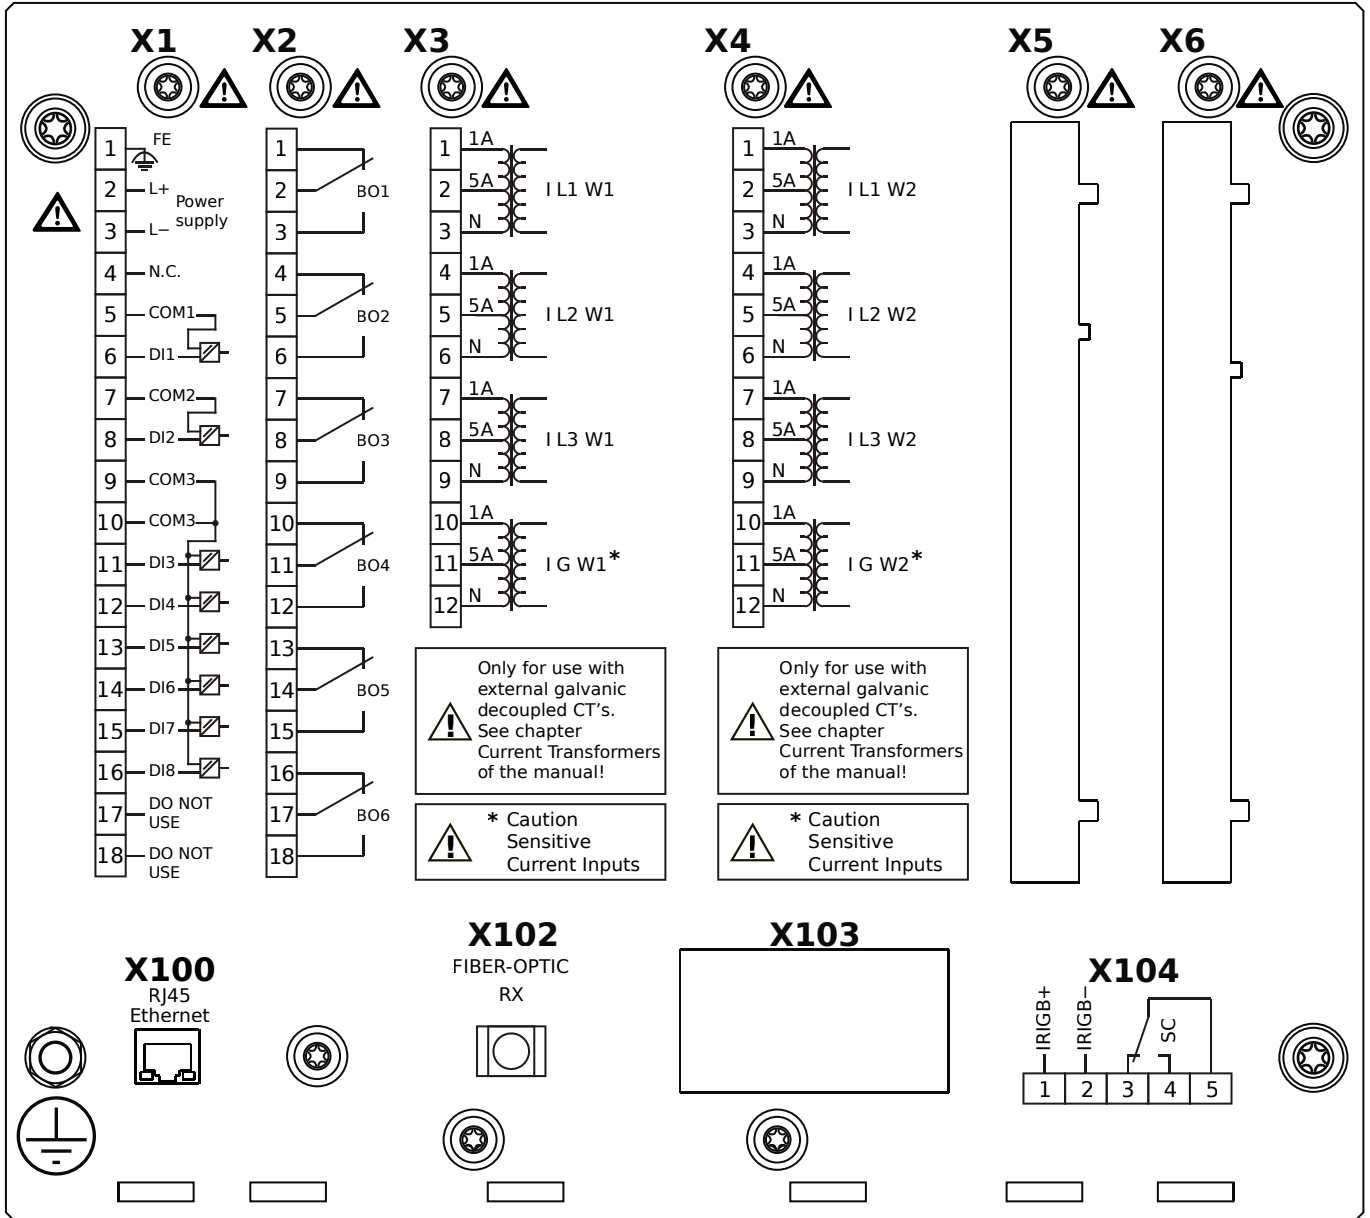 X1
X2
X3
X4
X5
X6
1
FE
2
L+
Power
supply
3
L−
4
N.C.
5
COM1
6
DI1
7
COM2
8
DI2
9
COM3
10
COM3
11
DI3
12
DI4
13
DI5
14
DI6
15
DI7
16
DI8
17
DO NOT
USE
18
DO NOT
USE
1
2
BO1
3
4
5
BO2
6
7
8
BO3
9
10
11
BO4
12
13
14
BO5
15
16
17
BO6
18
1
1A
2
5A
I L1 W1
3
N
4
1A
5
5A
I L2 W1
6
N
7
1A
8
5A
I L3 W1
9
N
10
1A
11
5A
I G W1*
12
N
Only for use with
external galvanic
decoupled CT's.
See chapter
Current Transformers
of the manual!
* Caution
Sensitive
Current Inputs
1
1A
2
5A
I L1 W2
3
N
4
1A
5
5A
I L2 W2
6
N
7
1A
8
5A
I L3 W2
9
N
10
1A
11
5A
I G W2*
12
N
Only for use with
external galvanic
decoupled CT's.
See chapter
Current Transformers
of the manual!
* Caution
Sensitive
Current Inputs
X100
RJ45
Ethernet
X102
FIBER-OPTIC
RX
X103
X104
IRIGB+
IRIGB−
SC
1 2 3 4 5